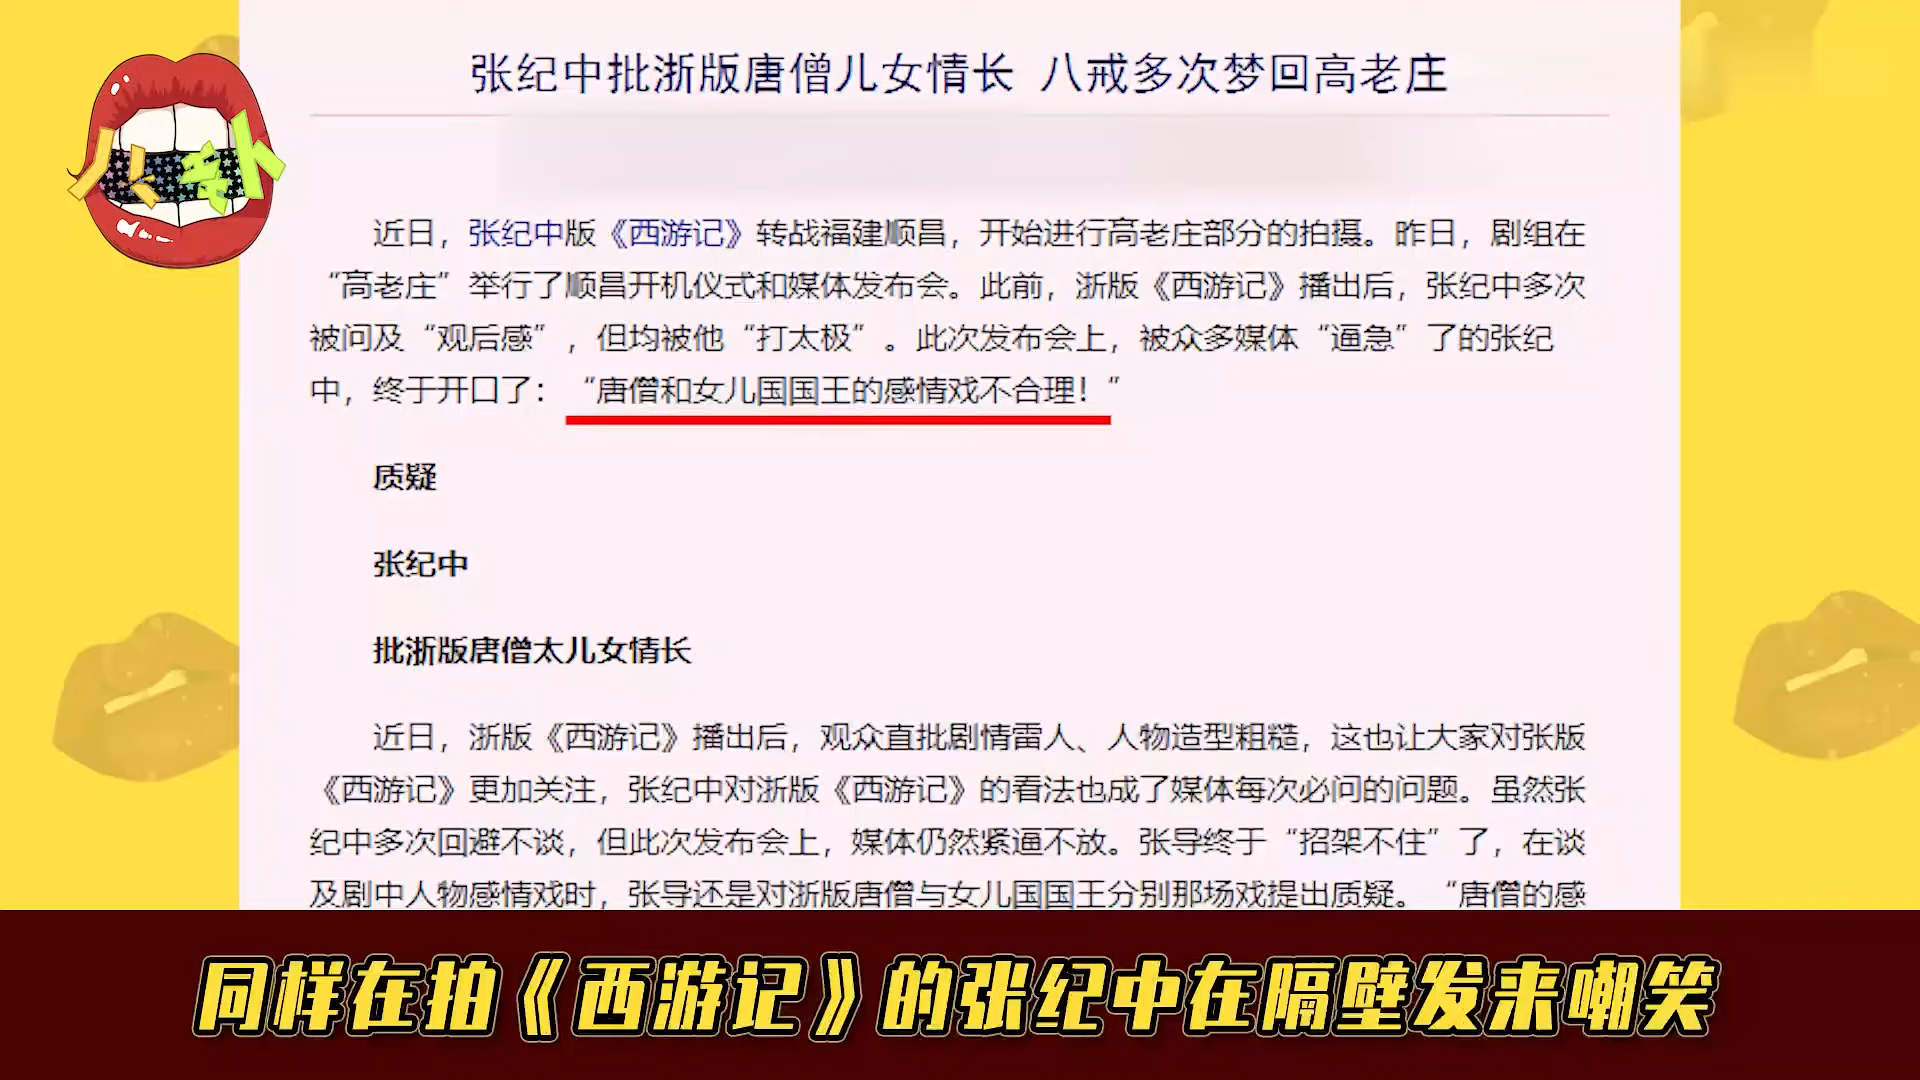 张纪中批浙版唐僧儿女情长 八戒多次梦回高老庄
八卦
近日，张纪中版《西游记》转战福建顺昌，开始进行高老庄部分的拍摄。昨日，剧组在
“高老庄”举行了顺昌开机仪式和媒体发布会。此前，浙版《西游记》播出后，张纪中多次
被问及“观后感”，但均被他“打太极”。此次发布会上，被众多媒体“逼急”了的张纪
中，终于开口了：“唐僧和女儿国国王的感情戏不合理！”
质疑
张纪中
批浙版唐僧太儿女情长
近日，浙版《西游记》播出后，观众直批剧情雷人、人物造型粗糙，这也让大家对张版
《西游记》更加关注，张纪中对浙版《西游记》的看法也成了媒体每次必问的问题。虽然张
纪中多次回避不谈，但此次发布会上，媒体仍然紧逼不放。张导终于“招架不住”了，在谈
及剧中人物感情戏时，张导还是对浙版唐僧与女儿国国王分别那场戏提出质疑。“唐僧的感
同样在拍《西游记》的张纪中在隔壁发来嘲笑